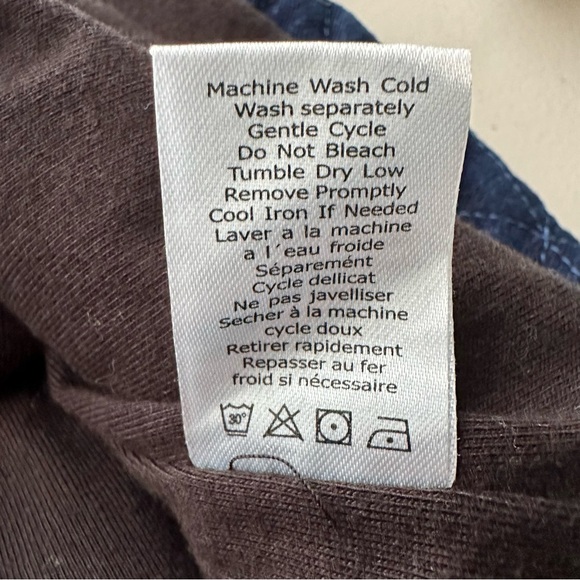 Machine Wash Cold
Wash separately
Gentle Cycle
Do Not Bleach
Tumble Dry Low
Remove Promptly
Cool Iron If Needed
Laver a la machine
a l´eau froide
Séparemént
Cycle dellicat
Ne pas javelliser
Secher à la machine
cycle doux
Retirer rapidement
Repasser au fer
froid si nécessaire
30°